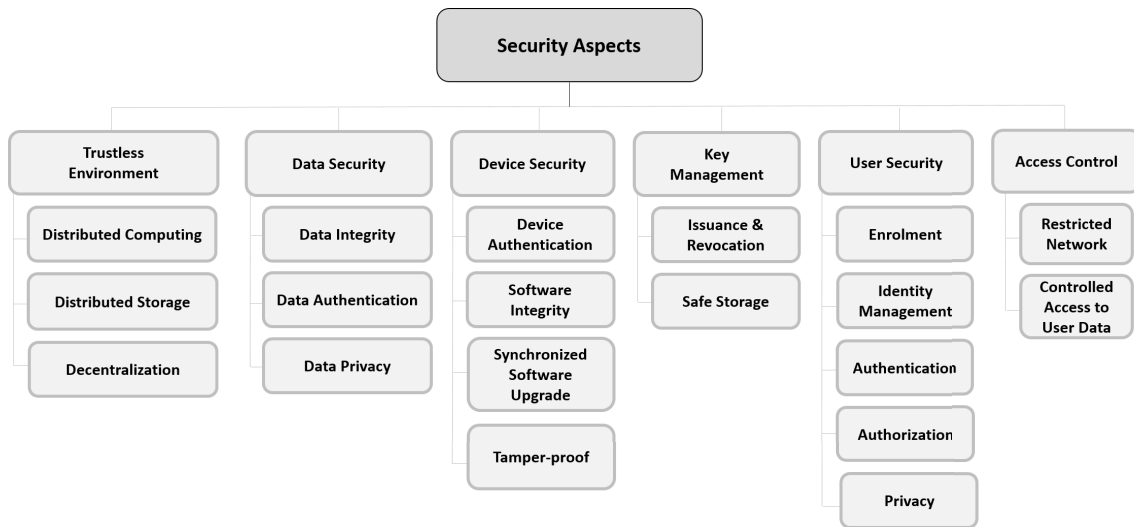 Security Aspects
Trustless
Environment
Distributed Computing
Distributed Storage
Decentralization
Data Security
Data Integrity
Data Authentication
Data Privacy
Device Security
Device
Authentication
Software
Integrity
Synchronized
Software
Upgrade
Tamper-proof
Key
Management
Issuance &
Revocation
Safe Storage
User Security
Enrolment
Identity
Management
Authentication
Authorization
Privacy
Access Control
Restricted
Network
Controlled
Access to
User Data